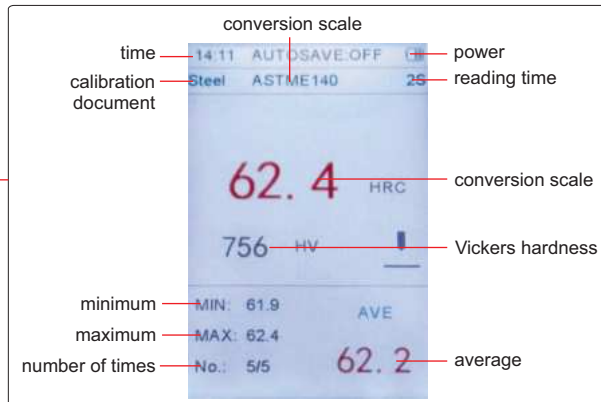 conversion scale
time 14:11 AUTOSAVE:OFF power
calibration document Steel ASTME140 2S reading time
62.4 HRC conversion scale
756 HV Vickers hardness
minimum MIN: 61.9 AVE
maximum MAX: 62.4
number of times No.: 5/5 62.2 average